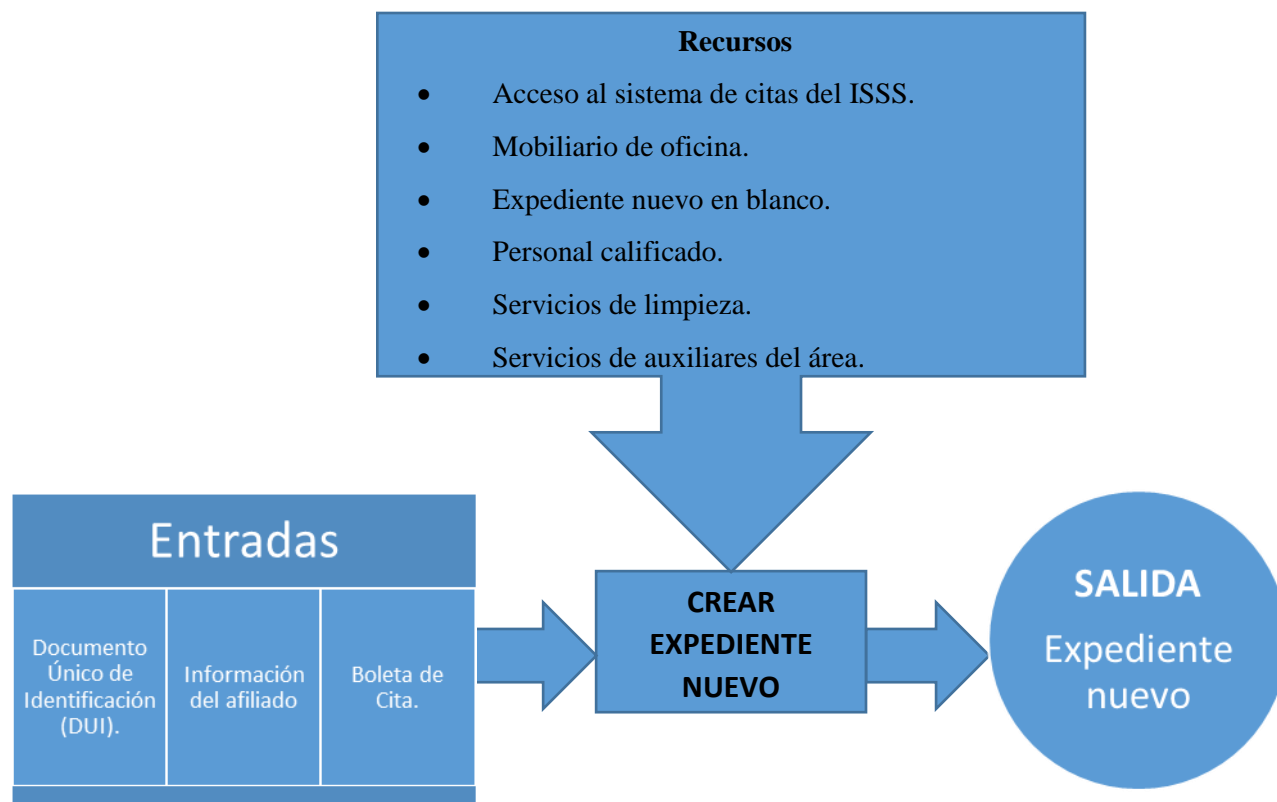 Recursos
• Acceso al sistema de citas del ISSS.
• Mobiliario de oficina.
• Expediente nuevo en blanco.
• Personal calificado.
• Servicios de limpieza.
• Servicios de auxiliares del área.
Entradas
Documento
Único de
Identificación
(DUI).
Información
del afiliado
Boleta de
Cita.
CREAR
EXPEDIENTE
NUEVO
SALIDA
Expediente
nuevo